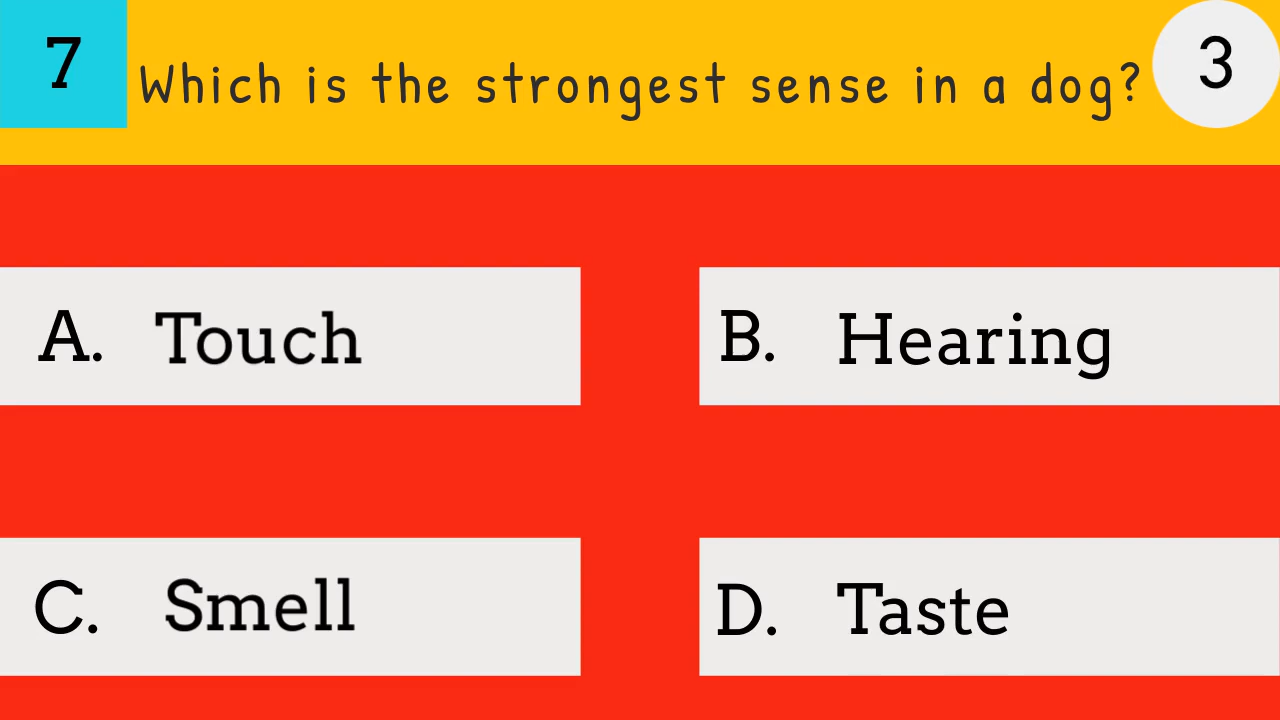 7
Which is the strongest sense in a dog?
3
A. Touch
B. Hearing
C. Smell
D. Taste